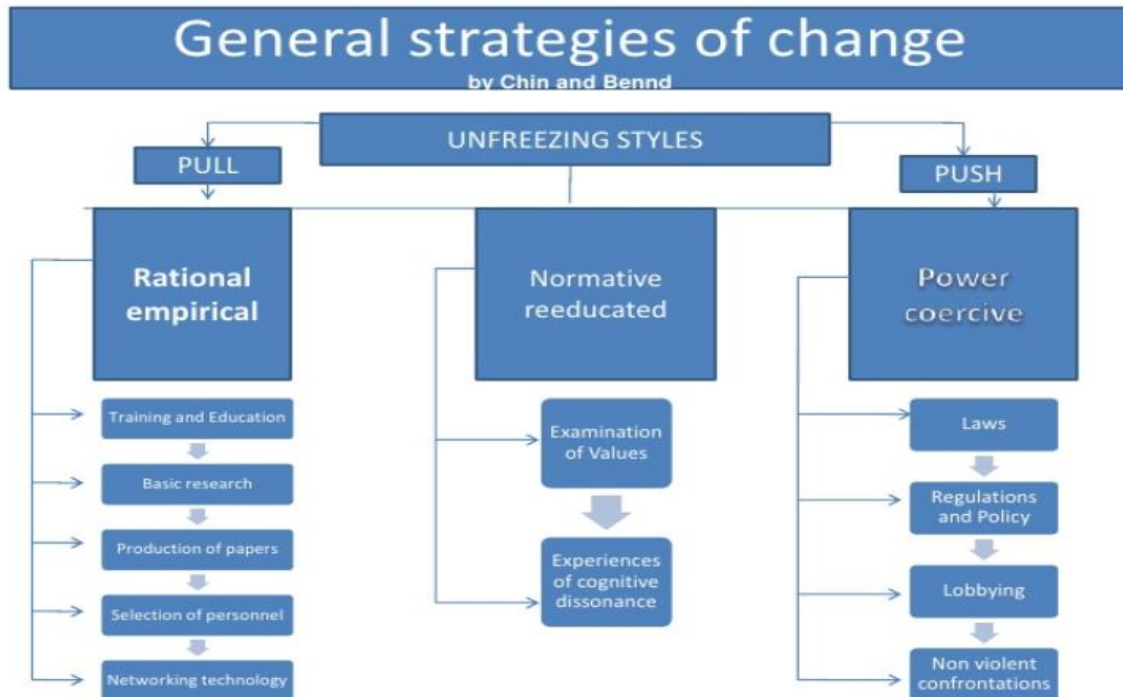 General strategies of change
by Chin and Bennd
UNFREEZING STYLES
PULL
PUSH
Rational
empirical
Normative
reeducated
Power
coercive
Training and Education
Basic research
Production of papers
Selection of personnel
Networking technology
Examination
of Values
Experiences
of cognitive
dissonance
Laws
Regulations
and Policy
Lobbying
Non violent
confrontations